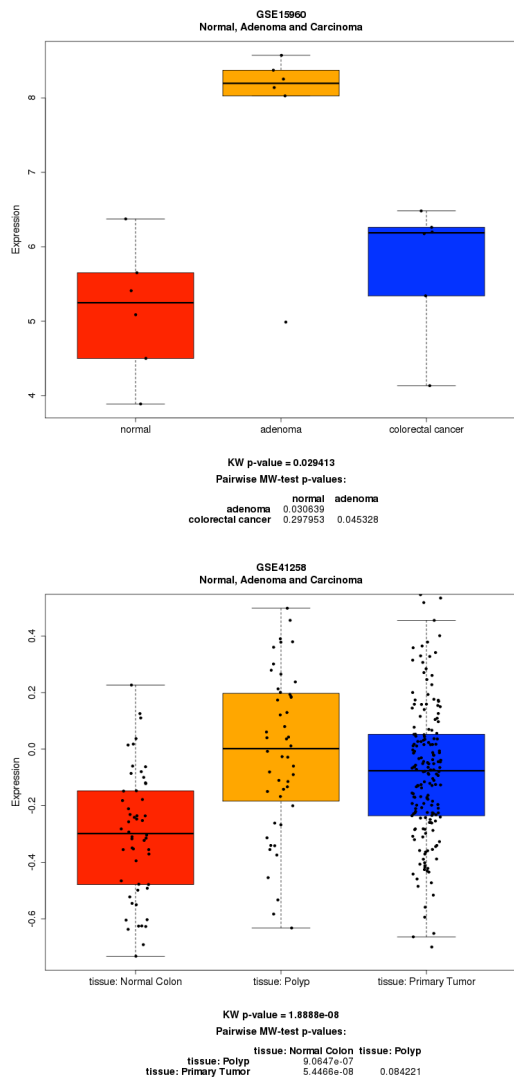 GSE15960
Normal, Adenoma and Carcinoma
Expression
8
7
6
5
4
normal adenoma colorectal cancer
KW p-value = 0.029413
Pairwise MW-test p-values:
normal adenoma
adenoma 0.030639
colorectal cancer 0.297953 0.045328
GSE41258
Normal, Adenoma and Carcinoma
Expression
0.4
0.2
0.0
-0.2
-0.4
-0.6
tissue: Normal Colon tissue: Polyp tissue: Primary Tumor
KW p-value = 1.8888e-08
Pairwise MW-test p-values:
tissue: Normal Colon tissue: Polyp
tissue: Polyp 9.0647e-07
tissue: Primary Tumor 5.4466e-08 0.084221